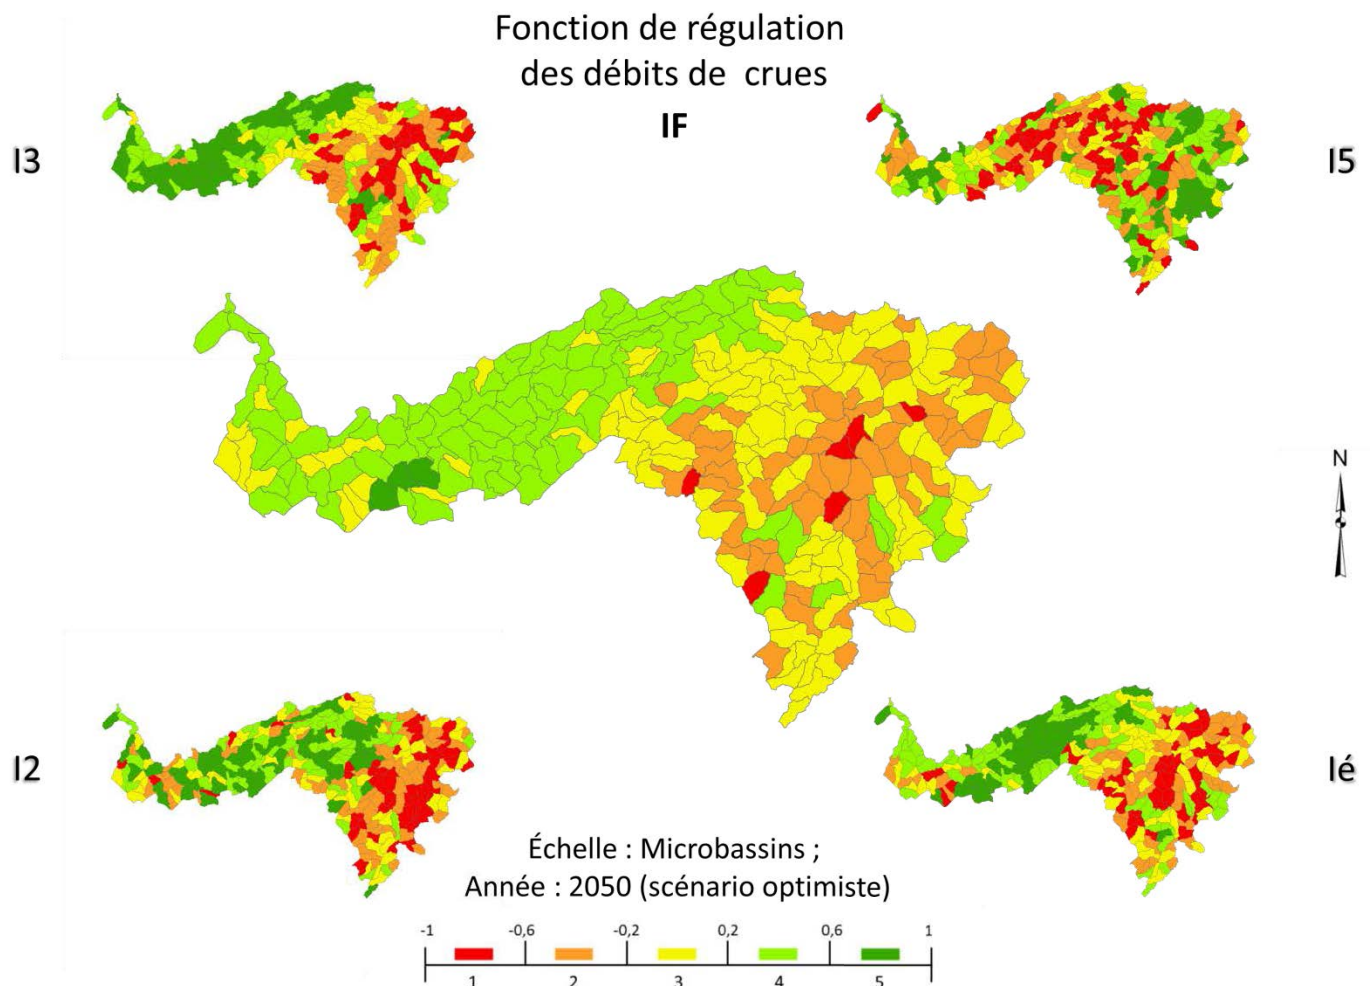 Fonction de régulation
des débits de crues
IF
I3
I5
N
I2
Ié
Échelle : Microbassins ;
Année : 2050 (scénario optimiste)
-1 -0,6 -0,2 0,2 0,6 1
1 2 3 4 5